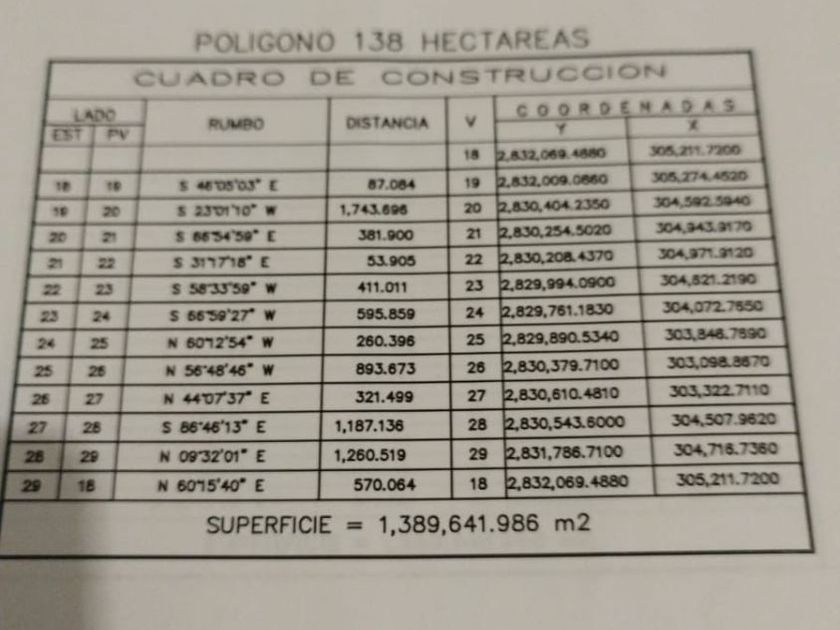 POLIGONO 138 HECTAREAS
CUADRO DE CONSTRUCCION
LADO RUMBO DISTANCIA V COORDENADAS
EST PV Y X
18 2,832,069.4880 305,211.7200
18 19 S 46°05'03" E 87.084 19 2,832,009.0660 305,274.4520
19 20 S 23°01'10" W 1,743.696 20 2,830,404.2350 304,592.5940
20 21 S 66°54'59" E 381.900 21 2,830,254.5020 304,943.9170
21 22 S 31°17'18" E 53.905 22 2,830,208.4370 304,971.9120
22 23 S 58°33'59" W 411.011 23 2,829,994.0900 304,621.2190
23 24 S 66°59'27" W 595.859 24 2,829,761.1830 304,072.7650
24 25 N 60°12'54" W 260.396 25 2,829,890.5340 303,846.7690
25 26 N 56°48'46" W 893.673 26 2,830,379.7100 303,098.8670
26 27 N 44°07'37" E 321.499 27 2,830,610.4810 303,322.7110
27 28 S 86°46'13" E 1,187.136 28 2,830,543.6000 304,507.9620
28 29 N 09°32'01" E 1,260.519 29 2,831,786.7100 304,716.7360
29 18 N 60°15'40" E 570.064 18 2,832,069.4880 305,211.7200
SUPERFICIE = 1,389,641.986 m2